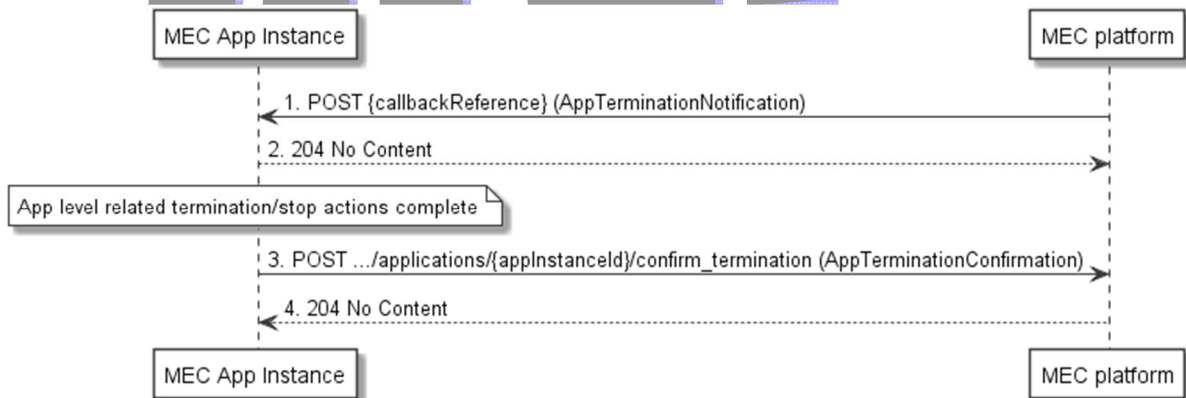 MEC App Instance
MEC platform
1. POST {callbackReference} (AppTerminationNotification)
2. 204 No Content
App level related termination/stop actions complete
3. POST .../applications/{appInstanceId}/confirm_termination (AppTerminationConfirmation)
4. 204 No Content
MEC App Instance
MEC platform